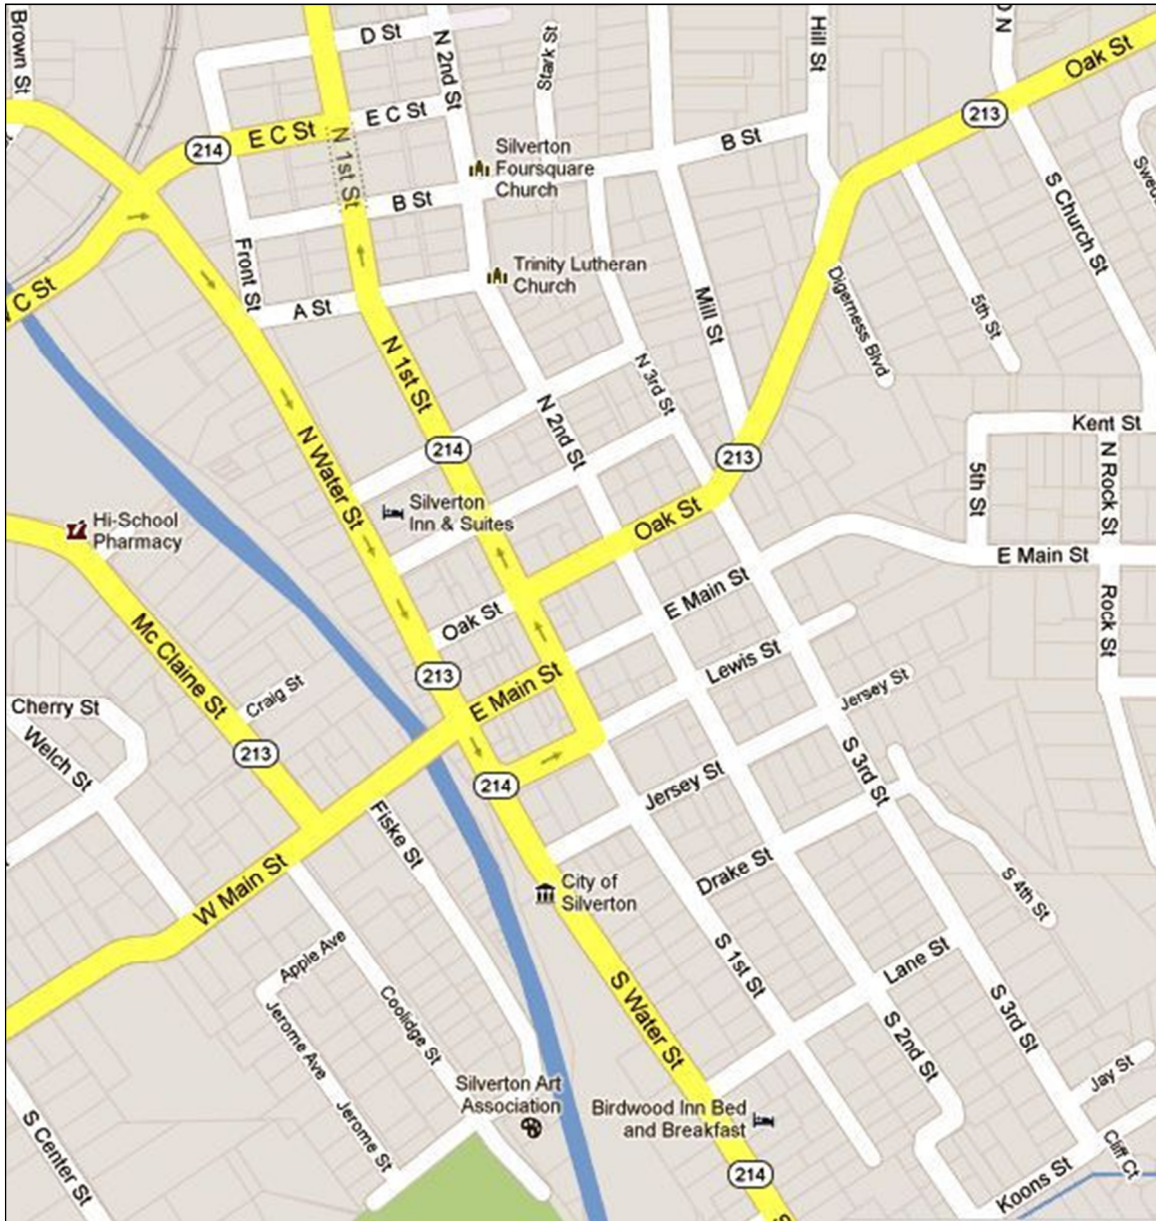 Brown St
D St
N 2nd St
Stark St
Hill St
Oak St
213
E C St
E C St
214
N 1st St
Silverton
Foursquare
Church
B St
B St
S Church St
Front St
Trinity Lutheran
Church
C St
A St
Mill St
Digerness Blvd
5th St
N 1st St
N 3rd St
N 2nd St
Kent St
N Water St
214
213
5th St
N Rock St
Hi-School
Pharmacy
Silverton
Inn & Suites
Oak St
E Main St
E Main St
Rock St
Mc Claine St
Oak St
213
Lewis St
Jersey St
Cherry St
Craig St
E Main St
Welch St
213
214
Jersey St
S 3rd St
Fiske St
W Main St
Drake St
S 4th St
City of
Silverton
Apple Ave
Lane St
Coolidge St
S 1st St
S Water St
S 2nd St
S 3rd St
Jerome Ave
Jay St
Silverton Art
Association
Birdwood Inn Bed
and Breakfast
S Center St
Jerome St
214
Koons St
Cliff Ct